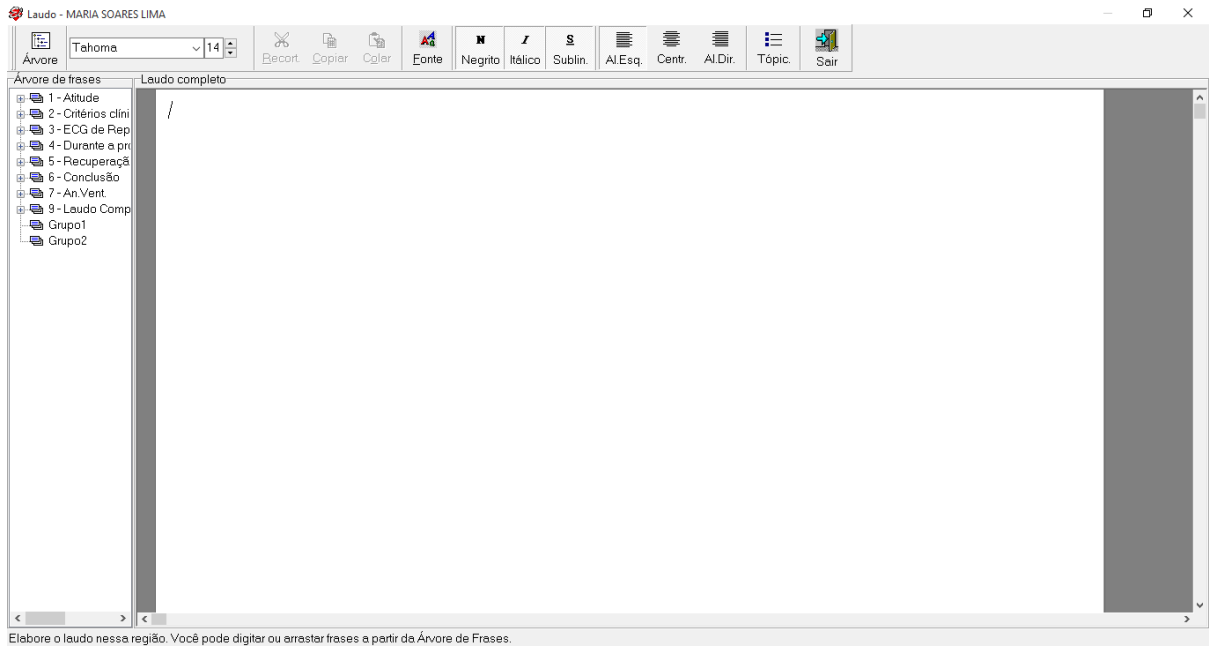 Laudo - MARIA SOARES LIMA
Árvore
Tahoma
14
Recort.
Copiar
Colar
Fonte
N
Negrito
I
Itálico
S
Sublin.
Al.Esq.
Centr.
Al.Dir.
Tópic.
Sair
Árvore de frases
Laudo completo
1 - Atitude
2 - Critérios clíni
3 - ECG de Rep
4 - Durante a pro
5 - Recuperaçã
6 - Conclusão
7 - An.Vent.
9 - Laudo Comp
Grupo1
Grupo2
Elabore o laudo nessa região. Você pode digitar ou arrastar frases a partir da Árvore de Frases.